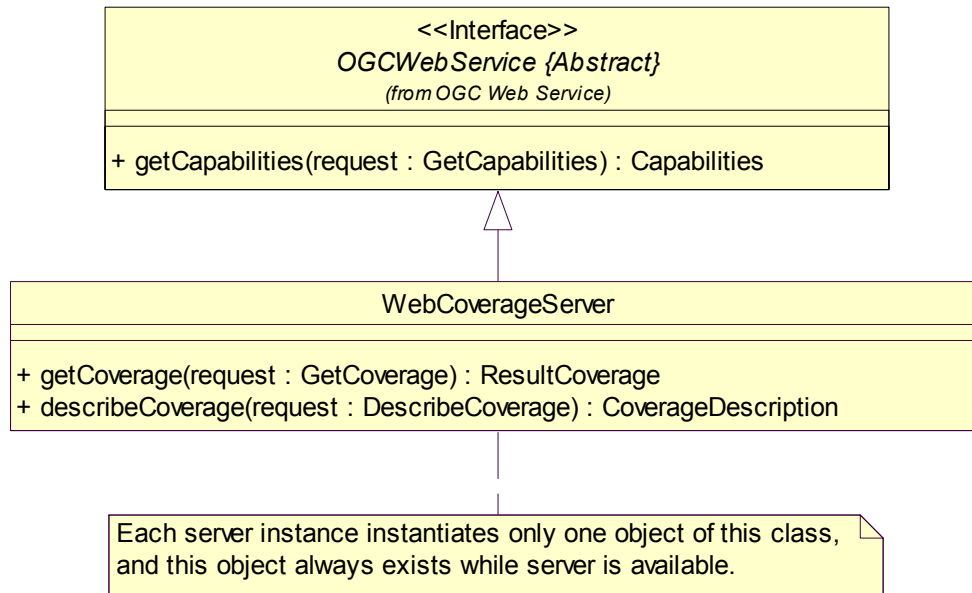 <<Interface>>
OGCWebService {Abstract}
(from OGC Web Service)
+ getCapabilities(request : GetCapabilities) : Capabilities
WebCoverageServer
+ getCoverage(request : GetCoverage) : ResultCoverage
+ describeCoverage(request : DescribeCoverage) : CoverageDescription
Each server instance instantiates only one object of this class,
and this object always exists while server is available.